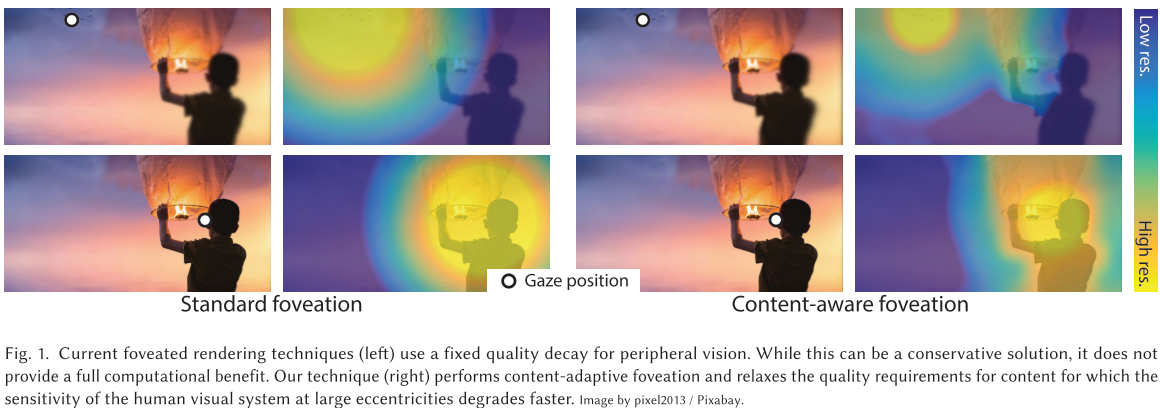 Low res.
High res.
Gaze position
Standard foveation
Content-aware foveation
Fig. 1. Current foveated rendering techniques (left) use a fixed quality decay for peripheral vision. While this can be a conservative solution, it does not
provide a full computational benefit. Our technique (right) performs content-adaptive foveation and relaxes the quality requirements for content for which the
sensitivity of the human visual system at large eccentricities degrades faster. Image by pixel2013 / Pixabay.